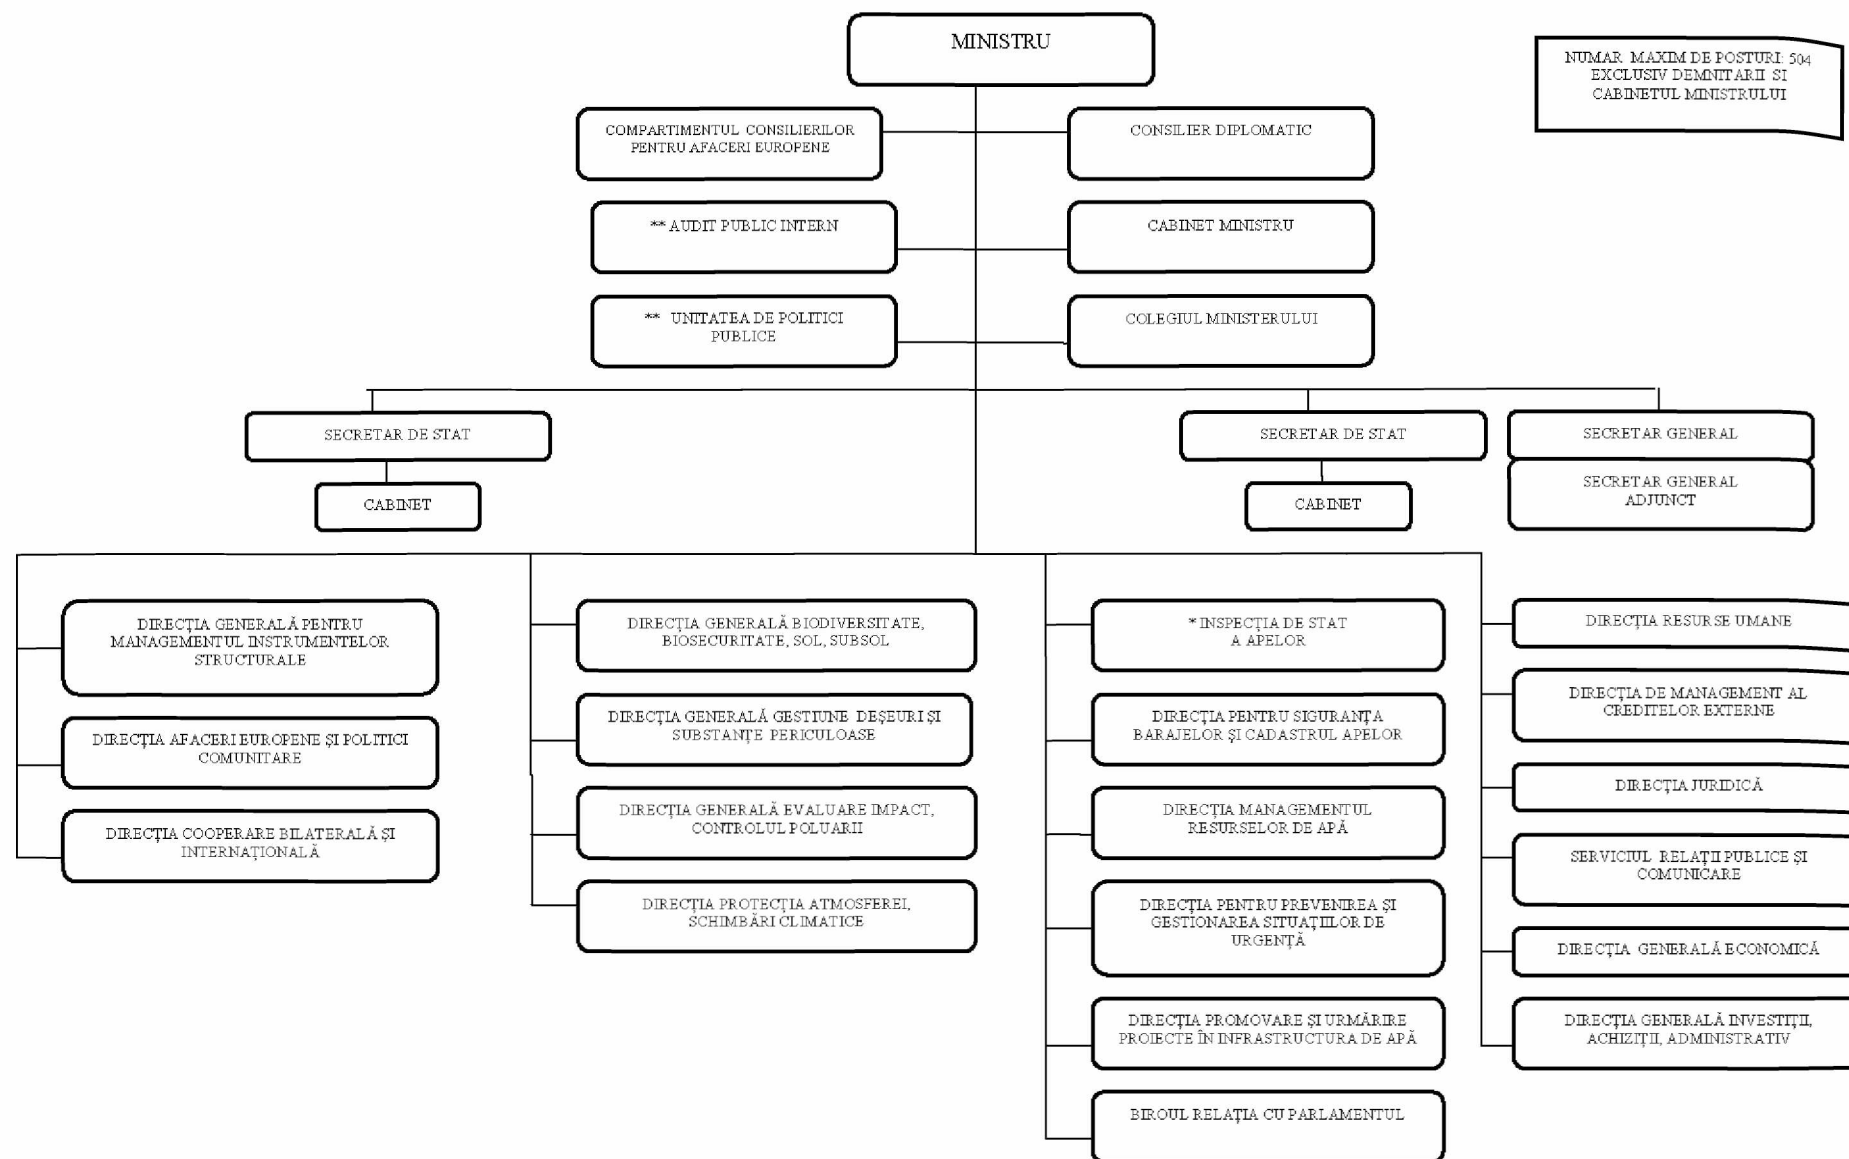 MINISTRU
NUMAR MAXIM DE POSTURI: 504
EXCLUSIV DEMNITARII SI
CABINETUL MINISTRULUI
COMPARTIMENTUL CONSILIERILOR
PENTRU AFACERI EUROPENE
CONSILIER DIPLOMATIC
** AUDIT PUBLIC INTERN
CABINET MINISTRU
** UNITATEA DE POLITICI
PUBLICE
COLEGIUL MINISTERULUI
SECRETAR DE STAT
CABINET
SECRETAR DE STAT
CABINET
SECRETAR GENERAL
SECRETAR GENERAL
ADJUNCT
DIRECȚIA GENERALĂ PENTRU
MANAGEMENTUL INSTRUMENTELOR
STRUCTURALE
DIRECȚIA AFACERI EUROPENE ȘI POLITICI
COMUNITARE
DIRECȚIA COOPERARE BILATERALĂ ȘI
INTERNAȚIONALĂ
DIRECȚIA GENERALĂ BIODIVERSITATE,
BIOSECURITATE, SOL, SUBSOL
DIRECȚIA GENERALĂ GESTIUNE DEȘEURI ȘI
SUBSTANȚE PERICULOASE
DIRECȚIA GENERALĂ EVALUARE IMPACT,
CONTROLUL POLUARII
DIRECȚIA PROTECȚIA ATMOSFEREI,
SCHIMBĂRI CLIMATICE
* INSPECȚIA DE STAT
A APELOR
DIRECȚIA PENTRU SIGURANȚA
BARAJELOR ȘI CADASTRUL APELOR
DIRECȚIA MANAGEMENTUL
RESURSELOR DE APĂ
DIRECȚIA PENTRU PREVENIREA ȘI
GESTIONAREA SITUAȚIILOR DE
URGENȚĂ
DIRECȚIA PROMOVARE ȘI URMĂRIRE
PROIECTE ÎN INFRASTRUCTURA DE APĂ
BIROUL RELAȚIA CU PARLAMENTUL
DIRECȚIA RESURSE UMANE
DIRECȚIA DE MANAGEMENT AL
CREDITELOR EXTERNE
DIRECȚIA JURIDICĂ
SERVICIUL RELAȚII PUBLICE ȘI
COMUNICARE
DIRECȚIA GENERALĂ ECONOMICĂ
DIRECȚIA GENERALĂ INVESTIȚII,
ACHIZIȚII, ADMINISTRATIV